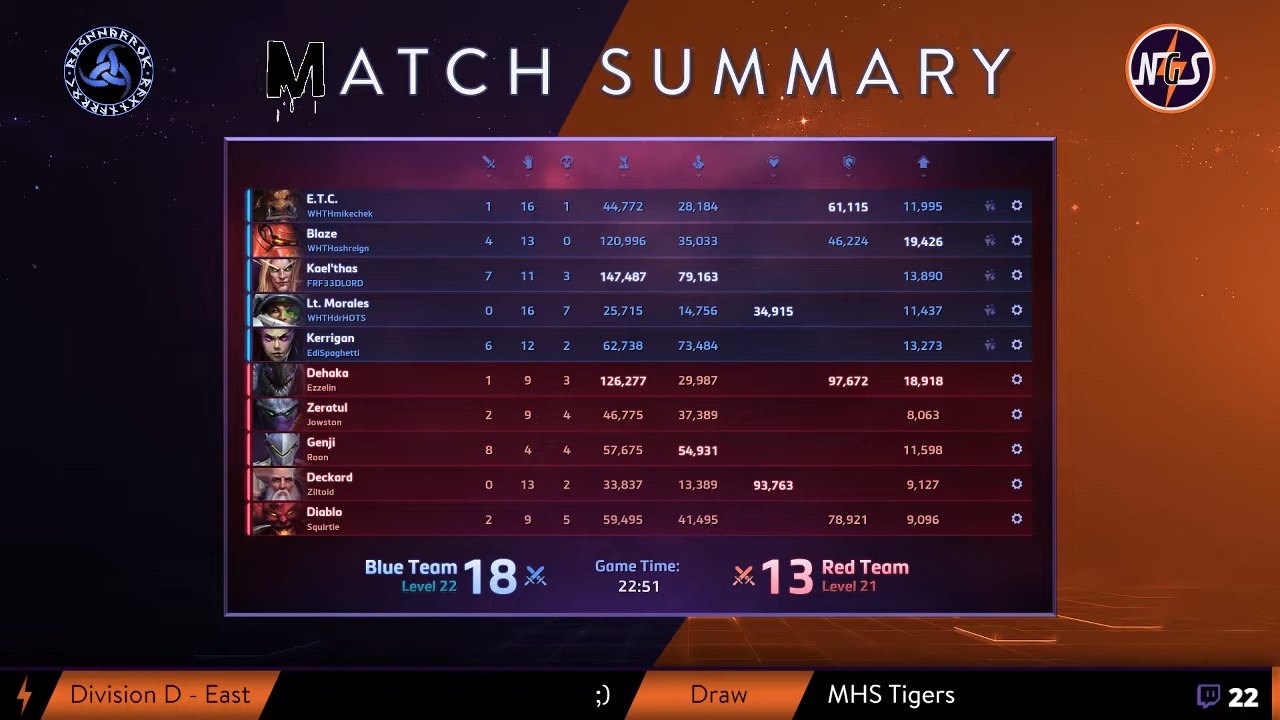 MATCH SUMMARY
NGS
E.T.C. 1 16 1 44,772 28,184 61,115 11,995
WHTHmikechek
Blaze 4 13 0 120,996 35,033 46,224 19,426
WHTHashreign
Kael'thas 7 11 3 147,487 79,163 13,890
FRF33DLORD
Lt. Morales 0 16 7 25,715 14,756 34,915 11,437
WHTHdrHOTS
Kerrigan 6 12 2 62,738 73,484 13,273
EdiSpaghetti
Dehaka 1 9 3 126,277 29,987 97,672 18,918
Ezzelin
Zeratul 2 9 4 46,775 37,389 8,063
Jowston
Genji 8 4 4 57,675 54,931 11,598
Roon
Deckard 0 13 2 33,837 13,389 93,763 9,127
Ziltoid
Diablo 2 9 5 59,495 41,495 78,921 9,096
Squirtle
Blue Team 18 Game Time: 13 Red Team
Level 22 22:51 Level 21
Division D - East ;) Draw MHS Tigers 22